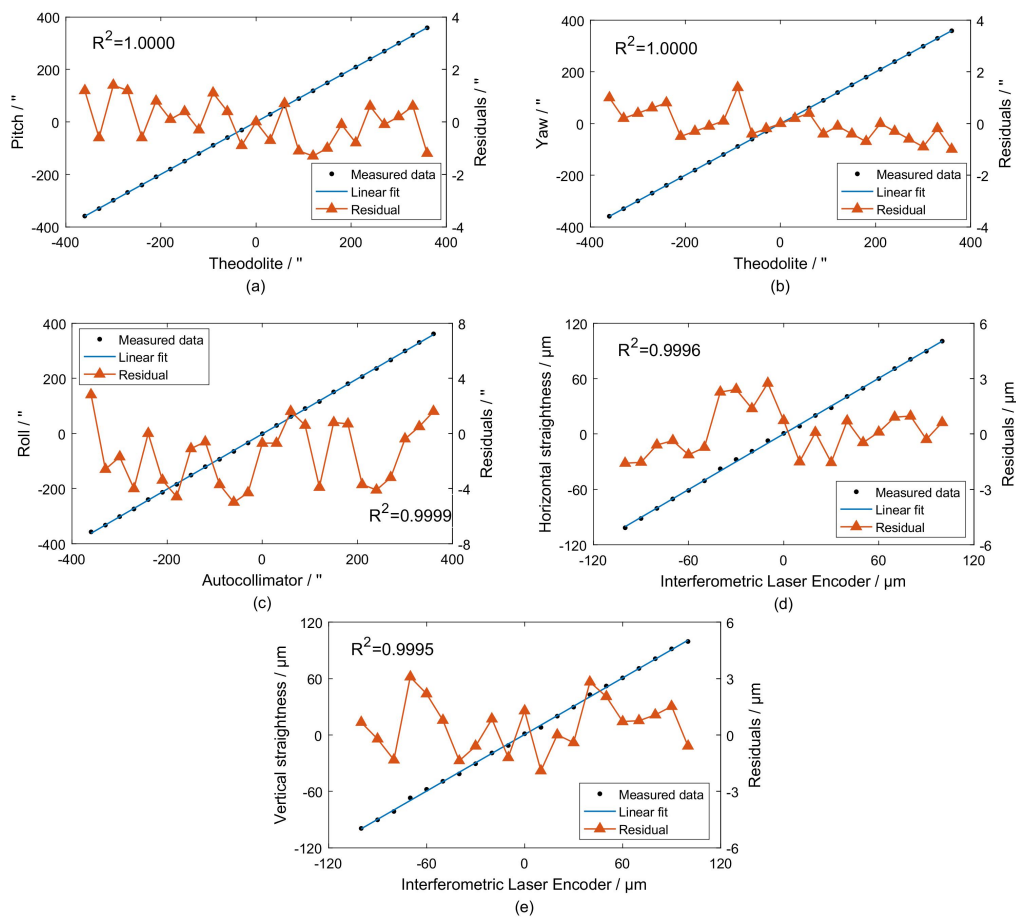 R²=1.0000
Pitch / ''
Residuals / ''
400
200
0
-200
-400
4
2
0
-2
-4
Measured data
Linear fit
Residual
-400 -200 0 200 400
Theodolite / ''
(a)
R²=1.0000
Yaw / ''
Residuals / ''
400
200
0
-200
-400
4
2
0
-2
-4
Measured data
Linear fit
Residual
-400 -200 0 200 400
Theodolite / ''
(b)
Roll / ''
Residuals / ''
400
200
0
-200
-400
8
4
0
-4
-8
Measured data
Linear fit
Residual
R²=0.9999
-400 -200 0 200 400
Autocollimator / ''
(c)
R²=0.9996
Horizontal straightness / μm
Residuals / μm
120
60
0
-60
-120
6
3
0
-3
-6
Measured data
Linear fit
Residual
-120 -60 0 60 120
Interferometric Laser Encoder / μm
(d)
R²=0.9995
Vertical straightness / μm
Residuals / μm
120
60
0
-60
-120
6
3
0
-3
-6
Measured data
Linear fit
Residual
-120 -60 0 60 120
Interferometric Laser Encoder / μm
(e)